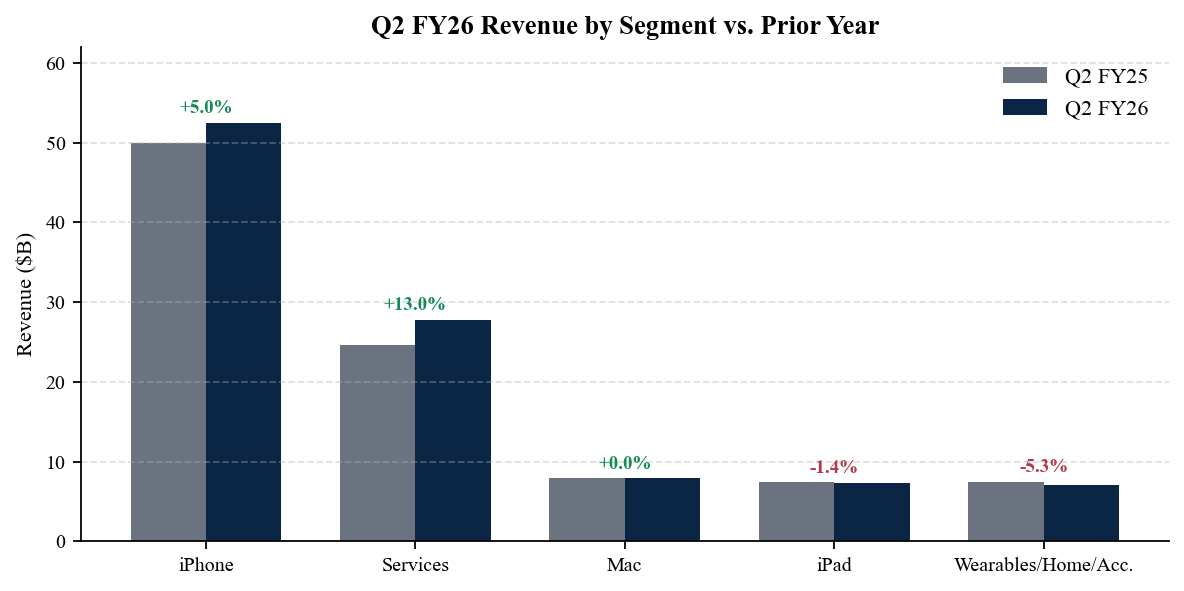 Q2 FY26 Revenue by Segment vs. Prior Year
Revenue ($B)
60
50
40
30
20
10
0
Q2 FY25
Q2 FY26
+5.0%
+13.0%
+0.0%
-1.4%
-5.3%
iPhone
Services
Mac
iPad
Wearables/Home/Acc.